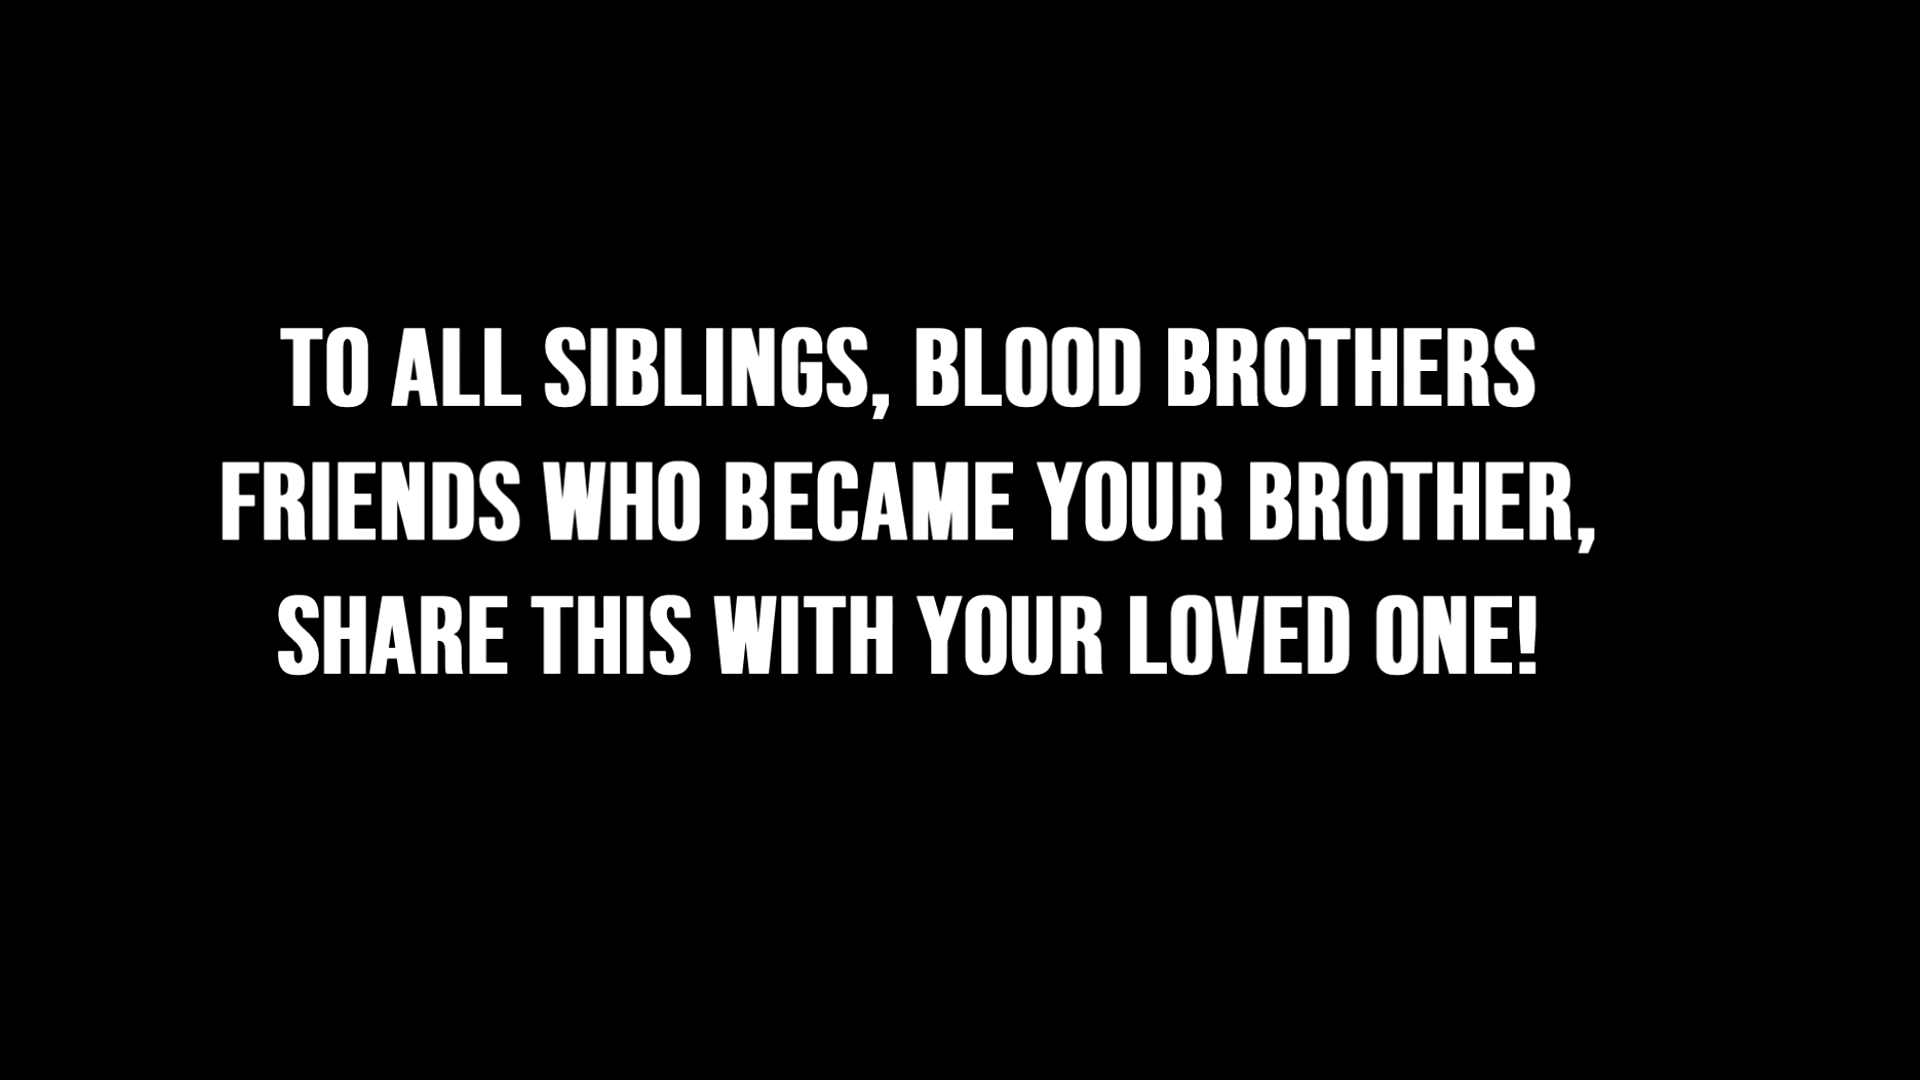 TO ALL SIBLINGS, BLOOD BROTHERS
FRIENDS WHO BECAME YOUR BROTHER,
SHARE THIS WITH YOUR LOVED ONE!